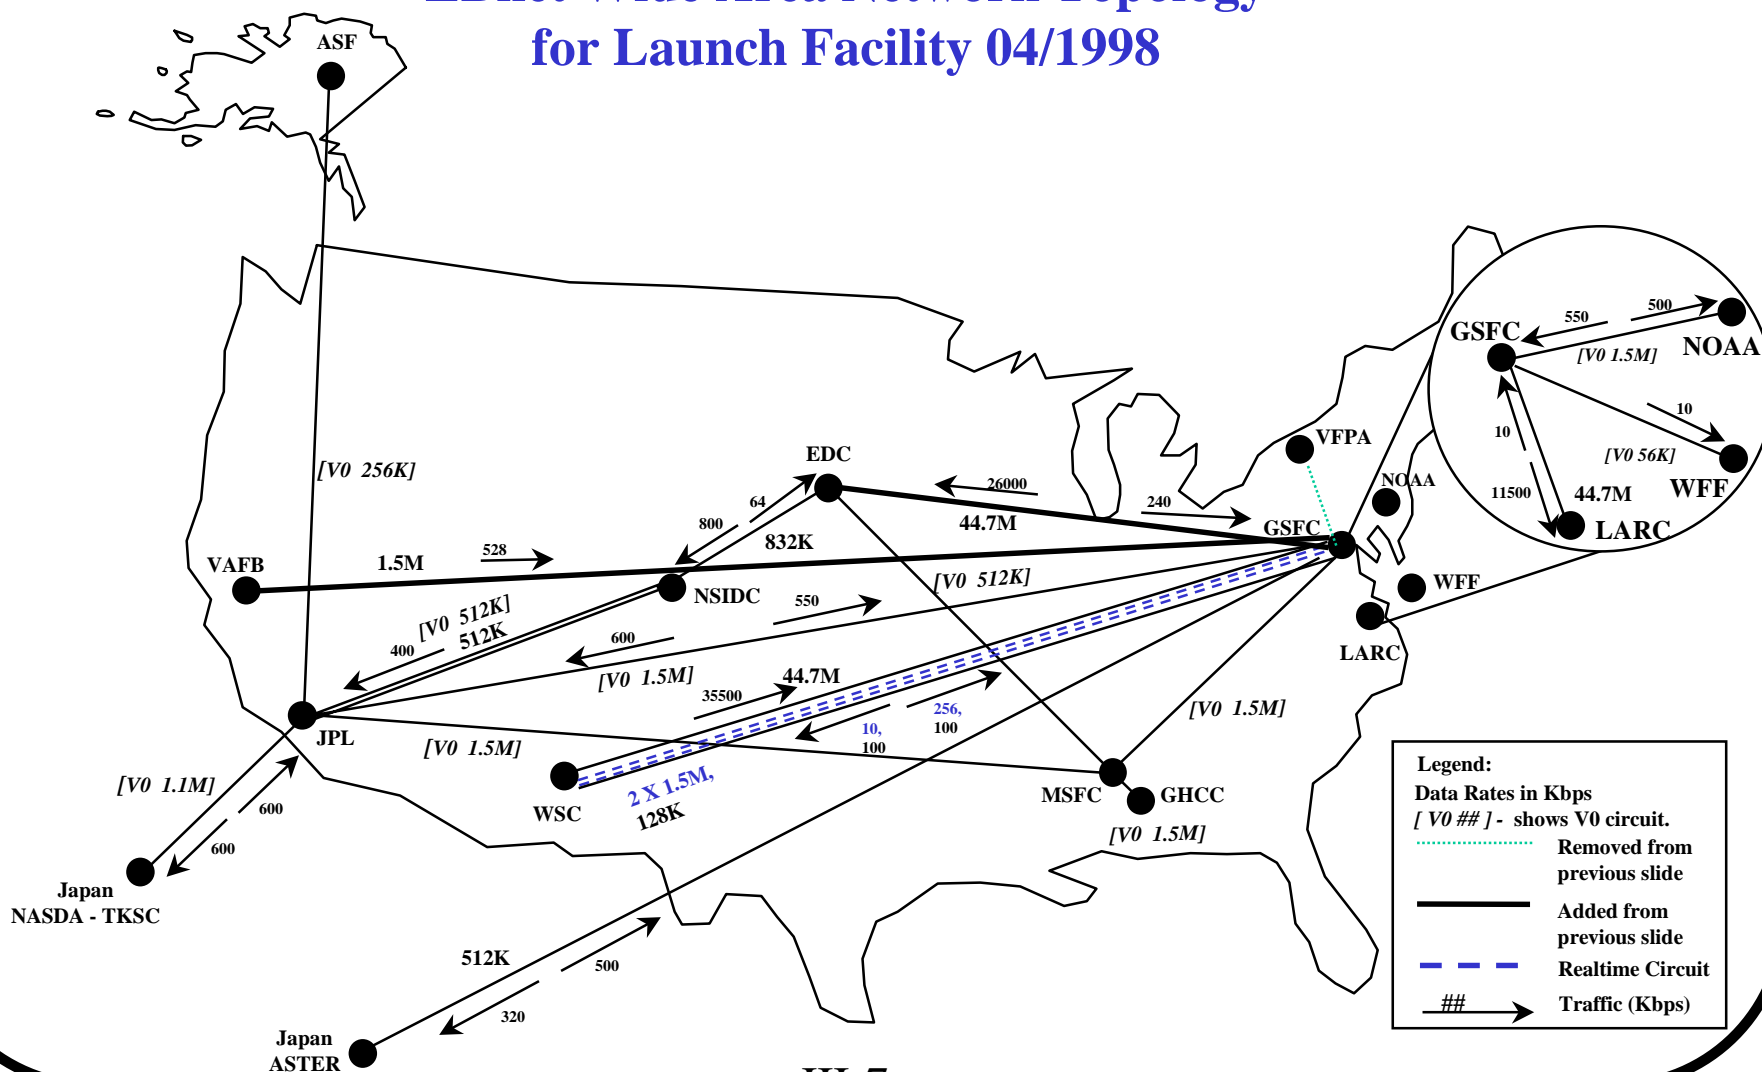 EBnet Wide Area Network Topology
for Launch Facility 04/1998
ASF
[V0 256K]
EDC
64
800
832K
26000
44.7M
240
VFPA
NOAA
GSFC
WFF
LARC
GSFC
550
500
[V0 1.5M]
NOAA
10
10
[V0 56K]
WFF
11500
44.7M
LARC
VAFB
1.5M
528
NSIDC
[V0 512K]
512K
400
[V0 512K]
550
600
[V0 1.5M]
44.7M
35500
256,
100
10,
100
[V0 1.5M]
JPL
[V0 1.5M]
[V0 1.1M]
600
600
WSC
2 X 1.5M,
128K
MSFC
GHCC
[V0 1.5M]
Japan
NASDA - TKSC
512K
500
320
Japan
ASTER
Legend:
Data Rates in Kbps
[ V0 ## ] - shows V0 circuit.
Removed from
previous slide
Added from
previous slide
Realtime Circuit
## Traffic (Kbps)